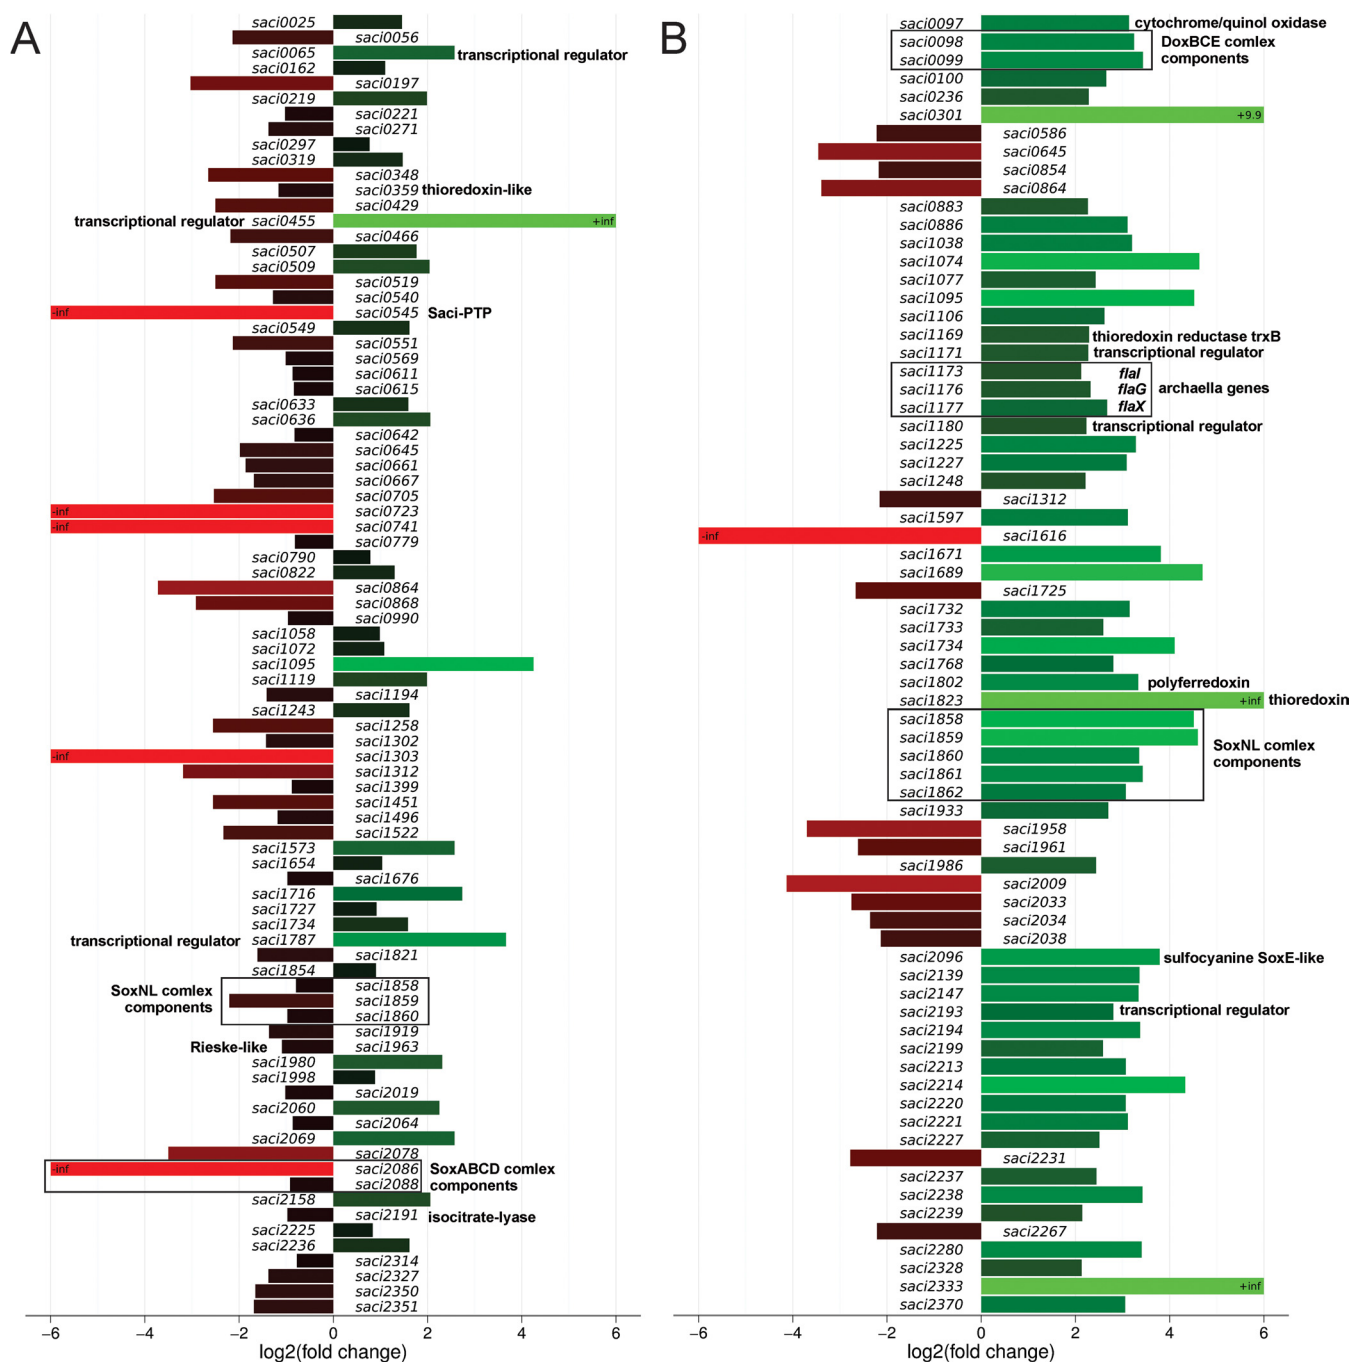 A
saci0025
saci0056
saci0065 transcriptional regulator
saci0162
saci0197
saci0219
saci0221
saci0271
saci0297
saci0319
saci0348
saci0359 thioredoxin-like
saci0429
transcriptional regulator saci0455 +inf
saci0466
saci0507
saci0509
saci0519
saci0540
-inf saci0545 Saci-PTP
saci0549
saci0551
saci0569
saci0611
saci0615
saci0633
saci0636
saci0642
saci0645
saci0661
saci0667
saci0705
-inf saci0723
-inf saci0741
saci0779
saci0790
saci0822
saci0864
saci0868
saci0990
saci1058
saci1072
saci1095
saci1119
saci1194
saci1243
saci1258
saci1302
-inf saci1303
saci1312
saci1399
saci1451
saci1496
saci1522
saci1573
saci1654
saci1676
saci1716
saci1727
saci1734
transcriptional regulator saci1787
saci1821
saci1854
saci1858
SoxNL comlex
components
saci1859
saci1860
saci1919
Rieske-like saci1963
saci1980
saci1998
saci2019
saci2060
saci2064
saci2069
saci2078
-inf saci2086 SoxABCD comlex
saci2088 components
saci2158
saci2191 isocitrate-lyase
saci2225
saci2236
saci2314
saci2327
saci2350
saci2351
−6 −4 −2 0 2 4 6
log2(fold change)
B
saci0097 cytochrome/quinol oxidase
saci0098 DoxBCE comlex
saci0099 components
saci0100
saci0236
saci0301 +9.9
saci0586
saci0645
saci0854
saci0864
saci0883
saci0886
saci1038
saci1074
saci1077
saci1095
saci1106
saci1169 thioredoxin reductase trxB
saci1171 transcriptional regulator
saci1173 flaI
saci1176 flaG archaella genes
saci1177 flaX
saci1180 transcriptional regulator
saci1225
saci1227
saci1248
saci1312
saci1597
-inf saci1616
saci1671
saci1689
saci1725
saci1732
saci1733
saci1734
saci1768
saci1802 polyferredoxin
saci1823 +inf thioredoxin
saci1858
saci1859
SoxNL comlex
components
saci1860
saci1861
saci1862
saci1933
saci1958
saci1961
saci1986
saci2009
saci2033
saci2034
saci2038
saci2096 sulfocyanine SoxE-like
saci2139
saci2147
saci2193 transcriptional regulator
saci2194
saci2199
saci2213
saci2214
saci2220
saci2221
saci2227
saci2231
saci2237
saci2238
saci2239
saci2267
saci2280
saci2328
saci2333 +inf
saci2370
−6 −4 −2 0 2 4 6
log2(fold change)